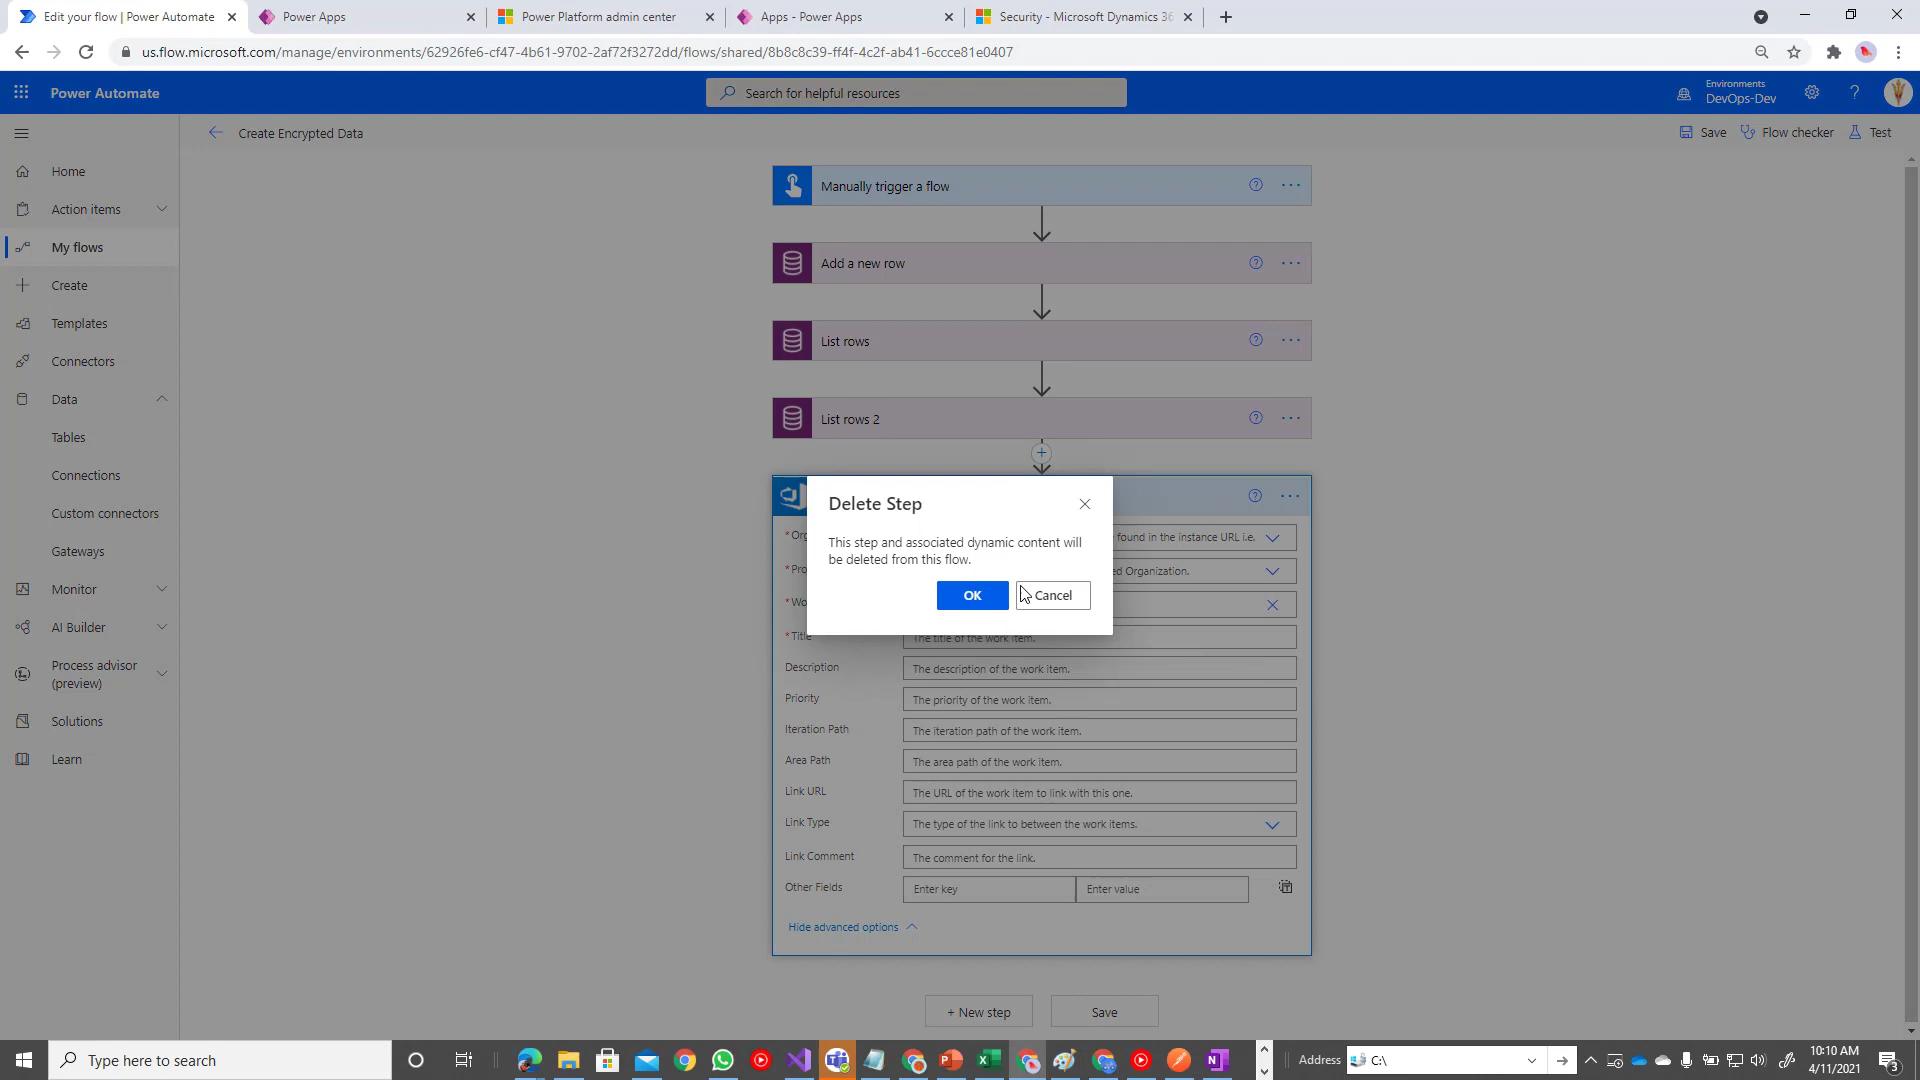 Edit your flow | Power Automate
Power Apps
Power Platform admin center
Apps - Power Apps
Security - Microsoft Dynamics 36
us.flow.microsoft.com/manage/environments/62926fe6-cf47-4b61-9702-2af72f3272dd/flows/shared/8b8c8c39-ff4f-4c2f-ab41-6ccce81e0407
Power Automate
Search for helpful resources
Environments
DevOps-Dev
Create Encrypted Data
Save
Flow checker
Test
Home
Action items
My flows
Create
Templates
Connectors
Data
Tables
Connections
Custom connectors
Gateways
Monitor
AI Builder
Process advisor
(preview)
Solutions
Learn
Manually trigger a flow
Add a new row
List rows
List rows 2
Delete Step
This step and associated dynamic content will
be deleted from this flow.
OK
Cancel
* Org
found in the instance URL i.e.
* Pro
ed Organization.
* Wo
* Title
The title of the work item.
Description
The description of the work item.
Priority
The priority of the work item.
Iteration Path
The iteration path of the work item.
Area Path
The area path of the work item.
Link URL
The URL of the work item to link with this one.
Link Type
The type of the link to between the work items.
Link Comment
The comment for the link.
Other Fields
Enter key
Enter value
Hide advanced options
+ New step
Save
Type here to search
Address
C:\
10:10 AM
4/11/2021
3